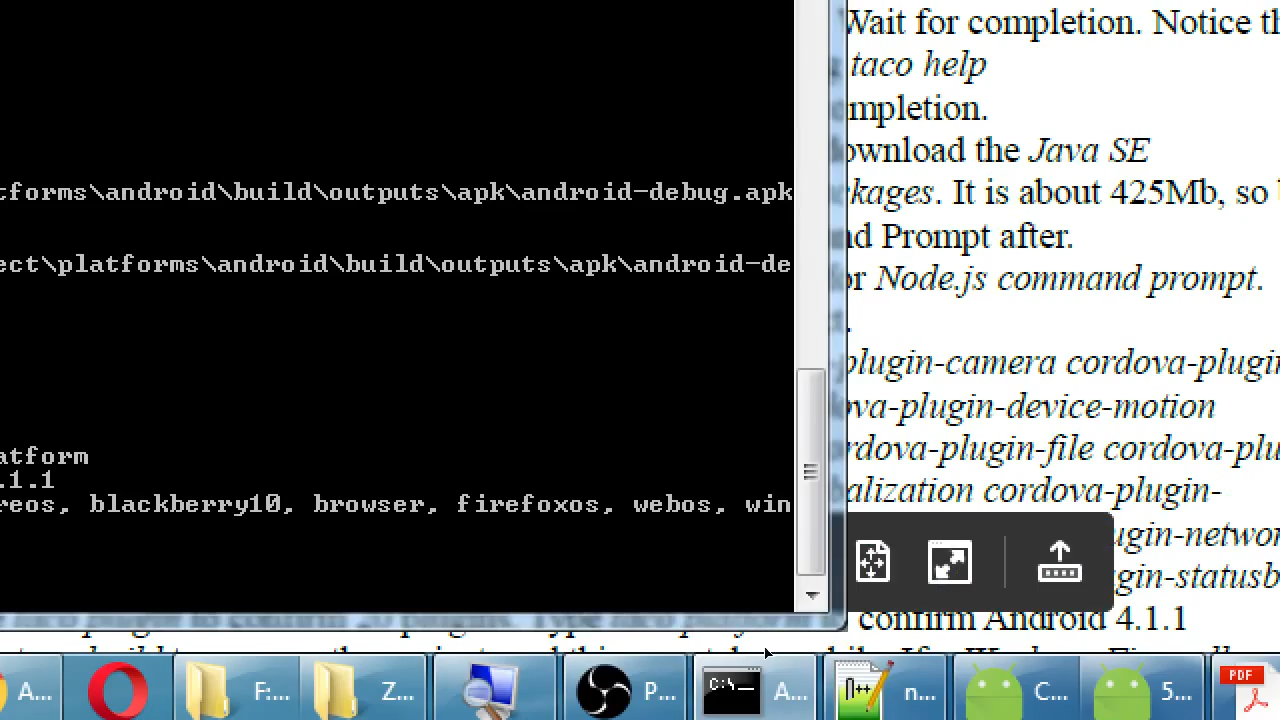 Wait for completion. Notice th
taco help
mpletion.
ownload the Java SE
tforms\android\build\outputs\apk\android-debug.apk
kages. It is about 425Mb, so
nd Prompt after.
ect\platforms\android\build\outputs\apk\android-de
or Node.js command prompt.
plugin-camera cordova-plugin
ova-plugin-device-motion
atform
rdova-plugin-file cordova-plu
.1.1
alization cordova-plugin-
reos, blackberry10, browser, firefoxos, webos, win
ugin-networ
gin-statusb
confirm Android 4.1.1
A...
F:...
Z...
P...
C:\
A...
n...
C...
5...
PDF